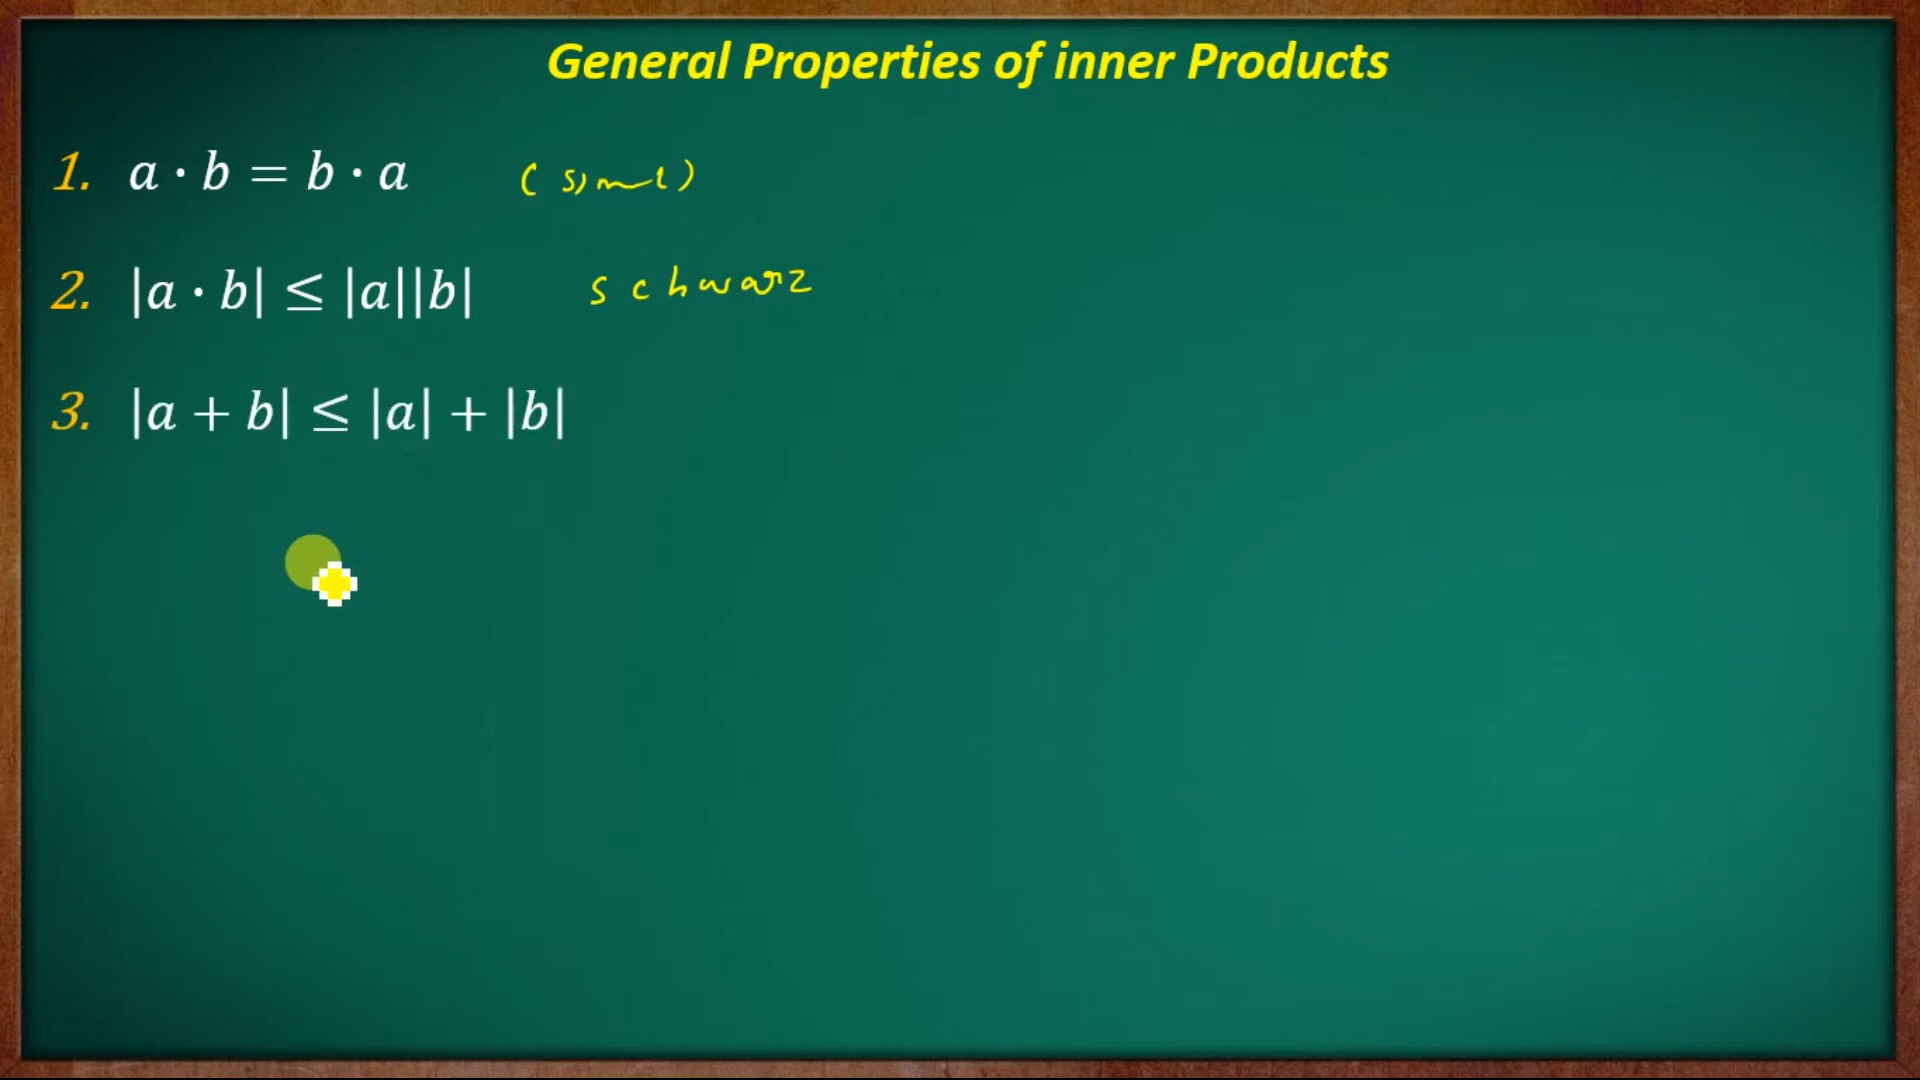 General Properties of inner Products
1. a · b = b · a
2. |a · b| ≤ |a||b| schwarz
3. |a + b| ≤ |a| + |b|